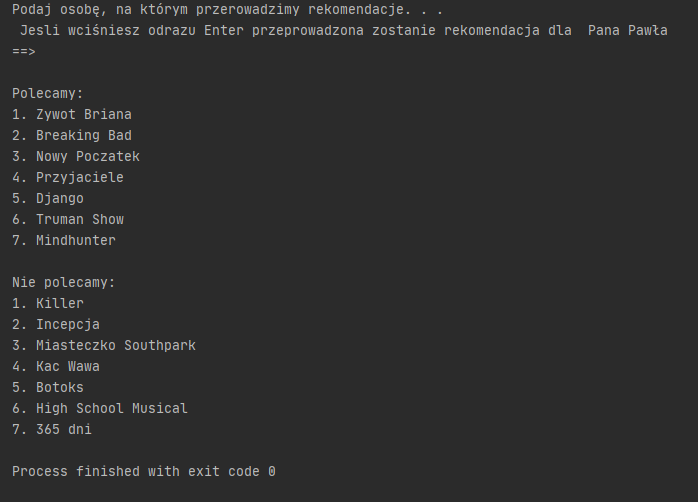 Podaj osobę, na którym przerowadzimy rekomendacje. . .
Jesli wciśniesz odrazu Enter przeprowadzona zostanie rekomendacja dla  Pana Pawła
==>
Polecamy:
1. Zywot Briana
2. Breaking Bad
3. Nowy Poczatek
4. Przyjaciele
5. Django
6. Truman Show
7. Mindhunter
Nie polecamy:
1. Killer
2. Incepcja
3. Miasteczko Southpark
4. Kac Wawa
5. Botoks
6. High School Musical
7. 365 dni
Process finished with exit code 0